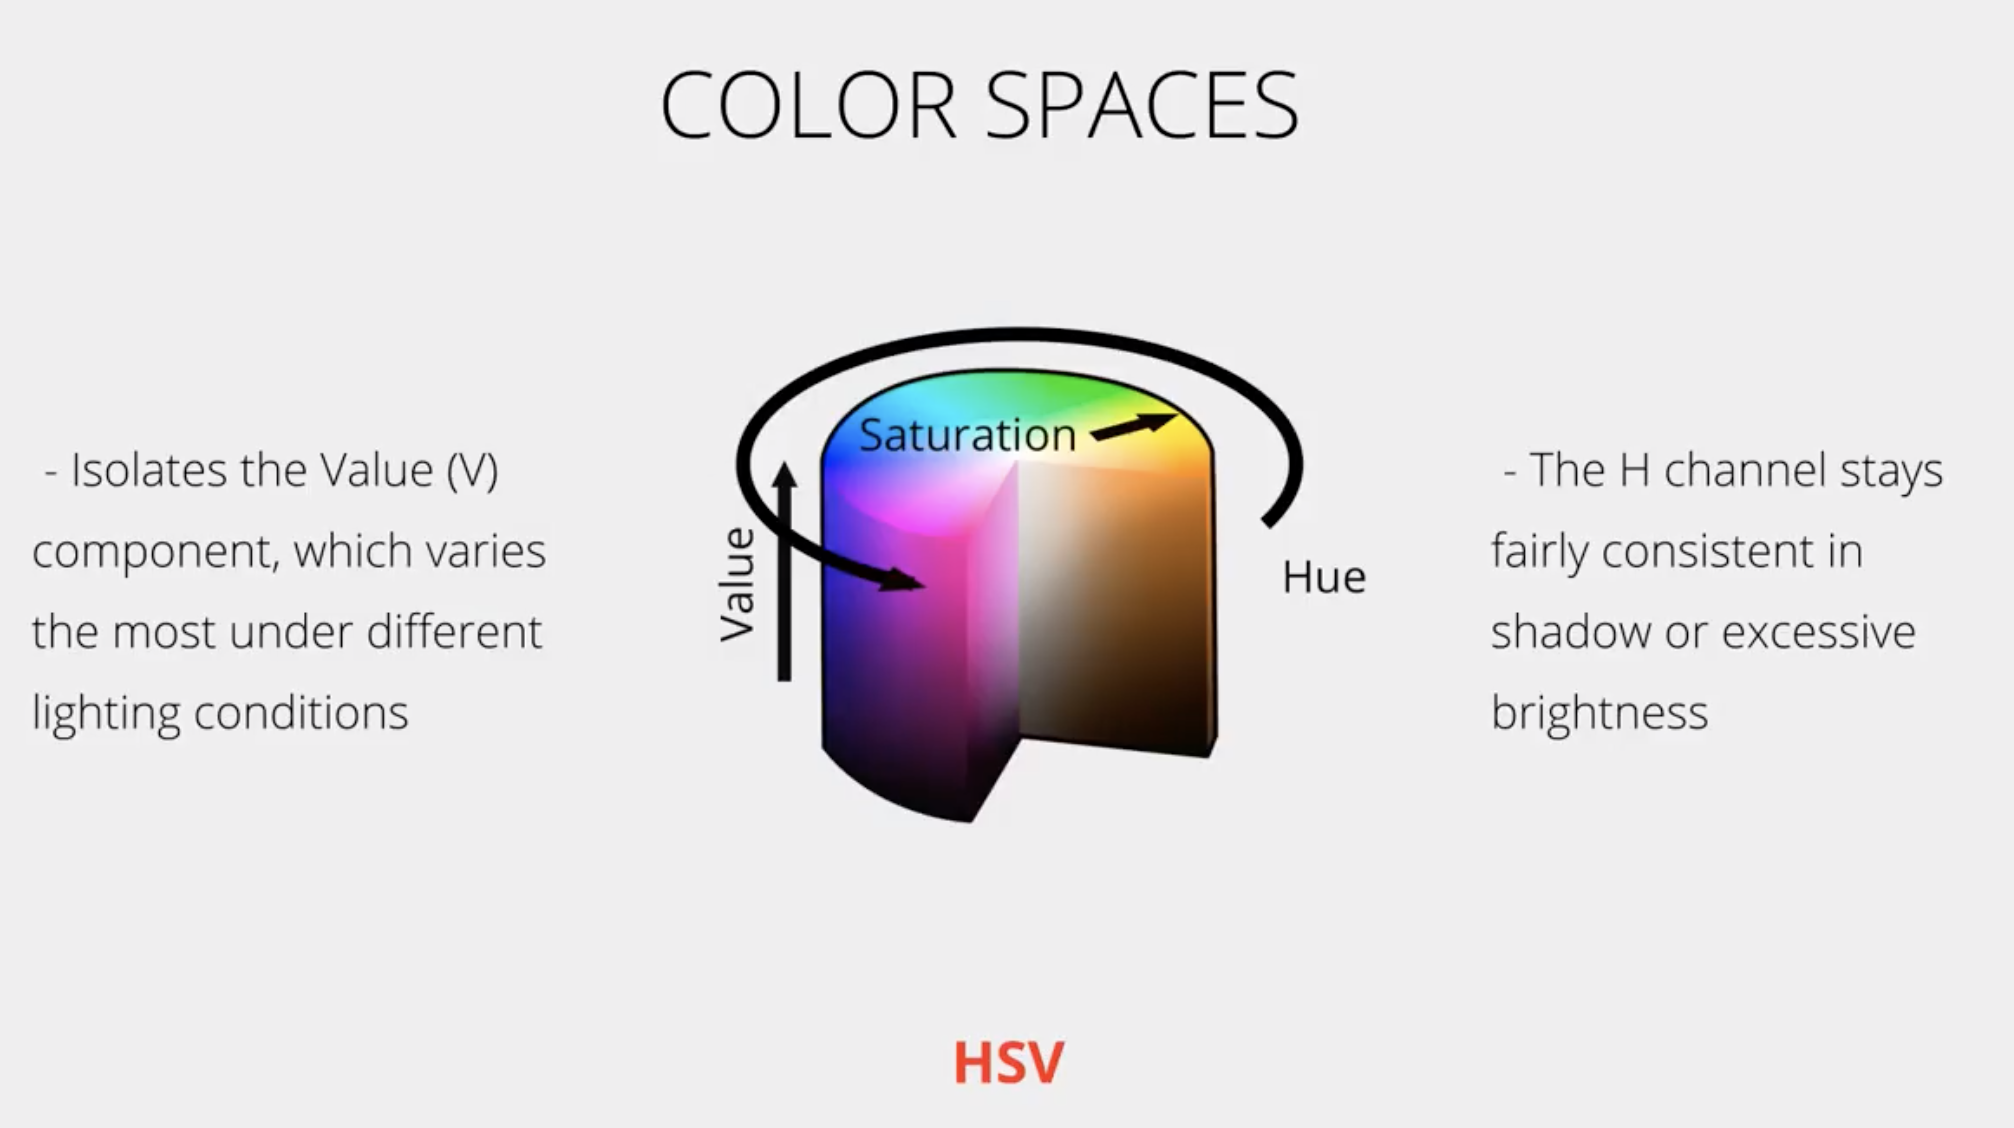 COLOR SPACES
- Isolates the Value (V)
component, which varies
the most under different
lighting conditions
Saturation
Value
Hue
- The H channel stays
fairly consistent in
shadow or excessive
brightness
HSV